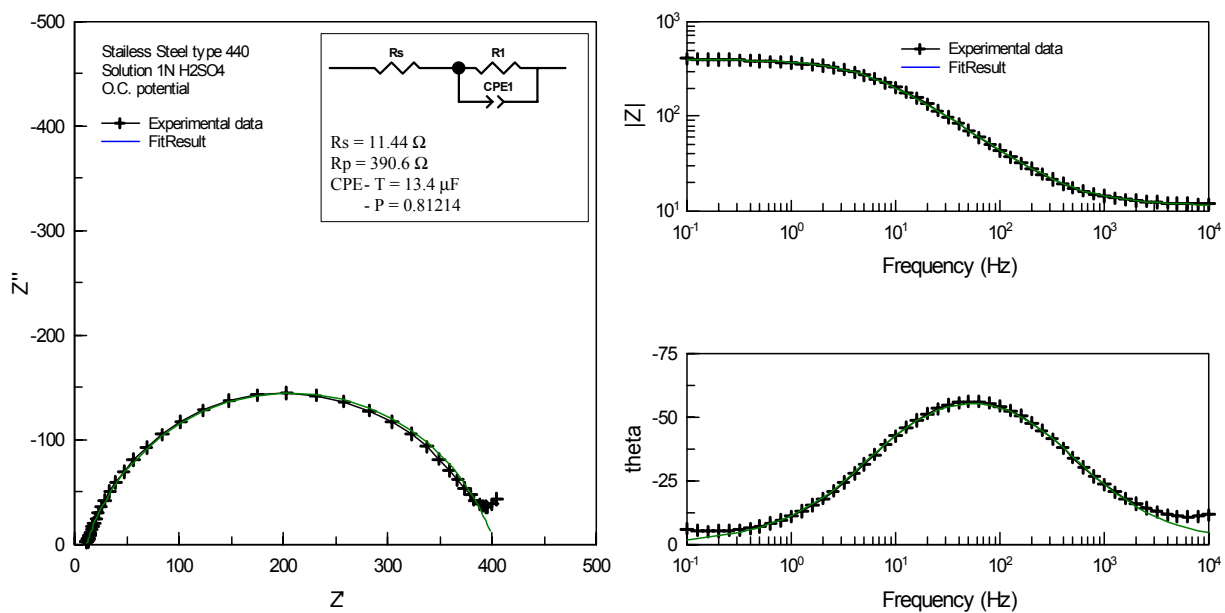 -500
-400
-300
-200
-100
0
0
100
200
300
400
500
Z''
Z'
Stailess Steel type 440
Solution 1N H2SO4
O.C. potential
Experimental data
FitResult
Rs
R1
CPE1
Rs = 11.44 Ω
Rp = 390.6 Ω
CPE- T = 13.4 μF
- P = 0.81214
10³
10²
10¹
10⁻¹
10⁰
10¹
10²
10³
10⁴
|Z|
Frequency (Hz)
Experimental data
FitResult
-75
-50
-25
0
10⁻¹
10⁰
10¹
10²
10³
10⁴
theta
Frequency (Hz)